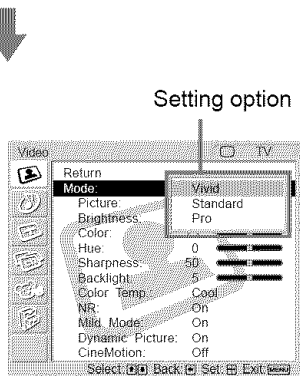 Setting option
Video TV
Return
Mode: Vivid
Picture: Standard
Brightness: Pro
Color:
Hue: 0
Sharpness: 50
Backlight: 5
Color Temp.: Cool
NR: On
Mild Mode: On
Dynamic Picture: On
CineMotion: Off
Select: Back: Set: Exit: MENU